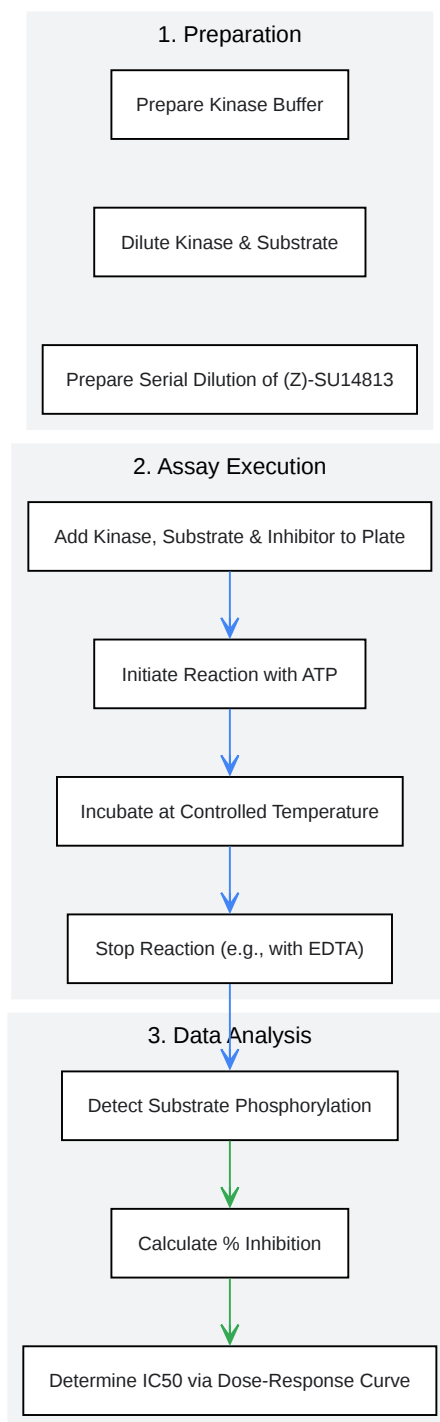 1. Preparation
Prepare Kinase Buffer
Dilute Kinase & Substrate
Prepare Serial Dilution of (Z)-SU14813
2. Assay Execution
Add Kinase, Substrate & Inhibitor to Plate
Initiate Reaction with ATP
Incubate at Controlled Temperature
Stop Reaction (e.g., with EDTA)
3. Data Analysis
Detect Substrate Phosphorylation
Calculate % Inhibition
Determine IC50 via Dose-Response Curve